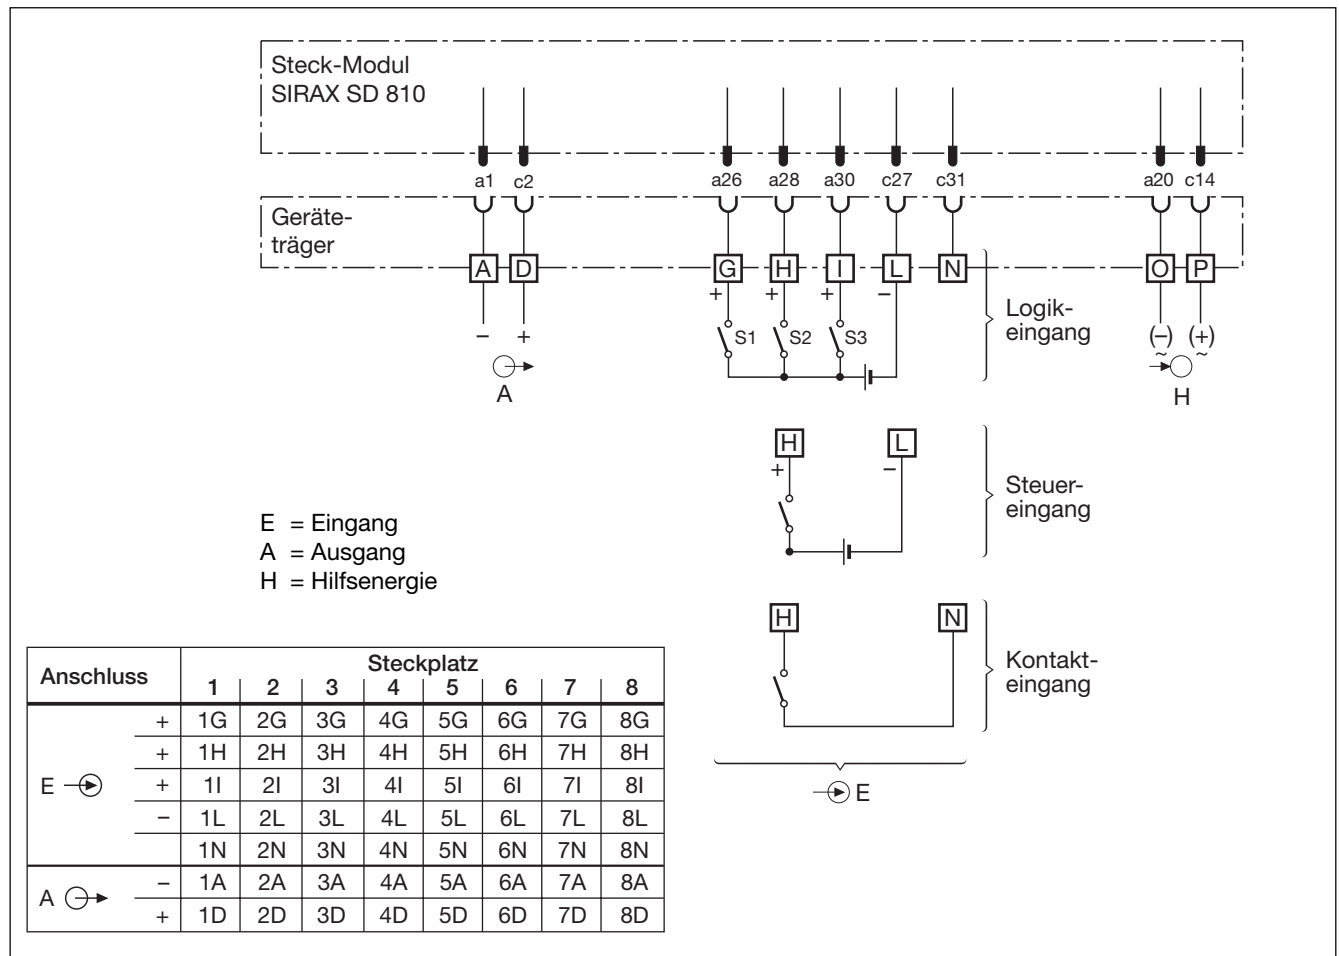 Steck-Modul
SIRAX SD 810
a1 c2 a26 a28 a30 c27 c31 a20 c14
Geräte-
träger
A D G H I L N O P
+ + + −
S1 S2 S3
Logik-
eingang
− + (−) (+)
~ ~
A H
H L
+ −
Steuer-
eingang
E = Eingang
A = Ausgang
H = Hilfsenergie
H N
Kontakt-
eingang
E
Anschluss Steckplatz
1 2 3 4 5 6 7 8
+ 1G 2G 3G 4G 5G 6G 7G 8G
+ 1H 2H 3H 4H 5H 6H 7H 8H
E + 1I 2I 3I 4I 5I 6I 7I 8I
− 1L 2L 3L 4L 5L 6L 7L 8L
1N 2N 3N 4N 5N 6N 7N 8N
A − 1A 2A 3A 4A 5A 6A 7A 8A
+ 1D 2D 3D 4D 5D 6D 7D 8D